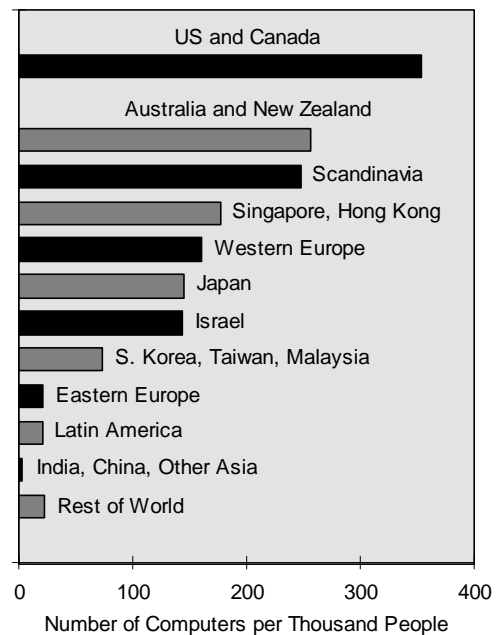 US and Canada
Australia and New Zealand
Scandinavia
Singapore, Hong Kong
Western Europe
Japan
Israel
S. Korea, Taiwan, Malaysia
Eastern Europe
Latin America
India, China, Other Asia
Rest of World
0 100 200 300 400
Number of Computers per Thousand People